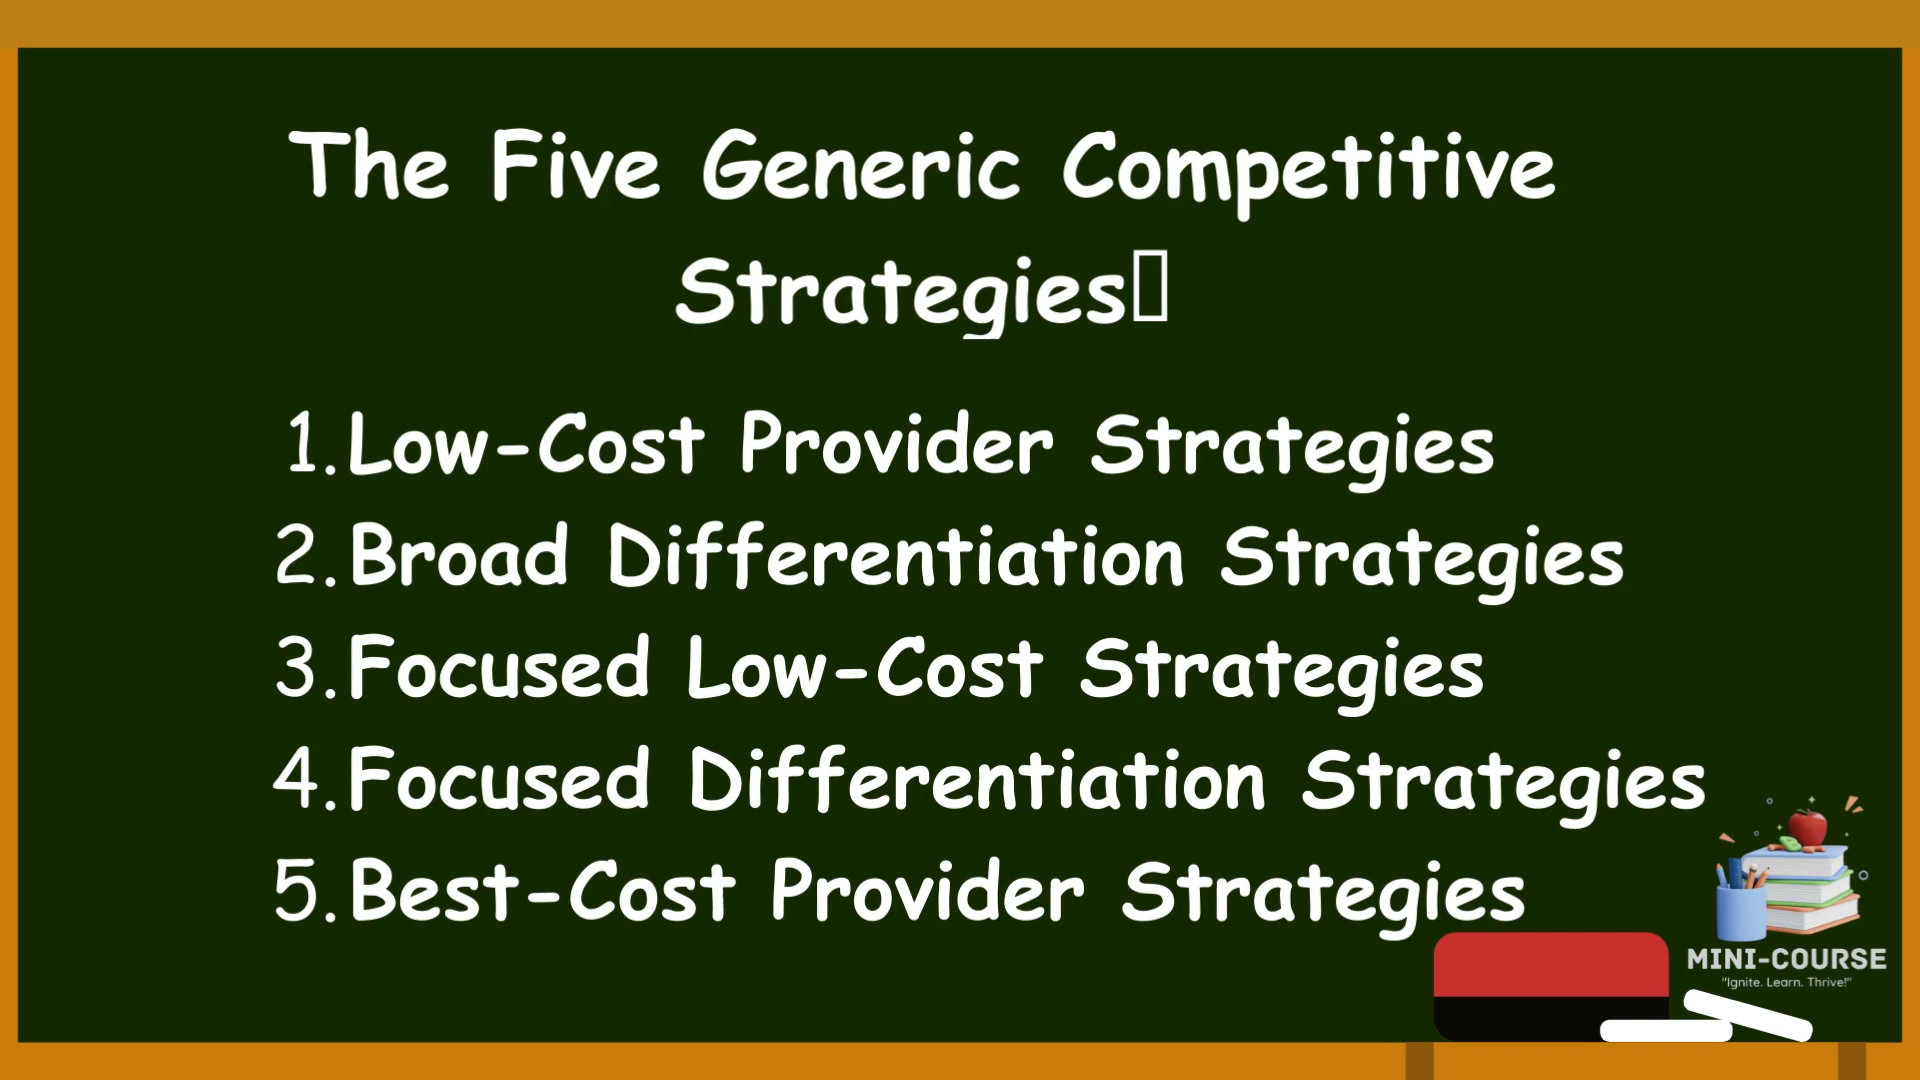 The Five Generic Competitive
Strategies
1. Low-Cost Provider Strategies
2. Broad Differentiation Strategies
3. Focused Low-Cost Strategies
4. Focused Differentiation Strategies
5. Best-Cost Provider Strategies
MINI-COURSE
"Ignite. Learn. Thrive!"